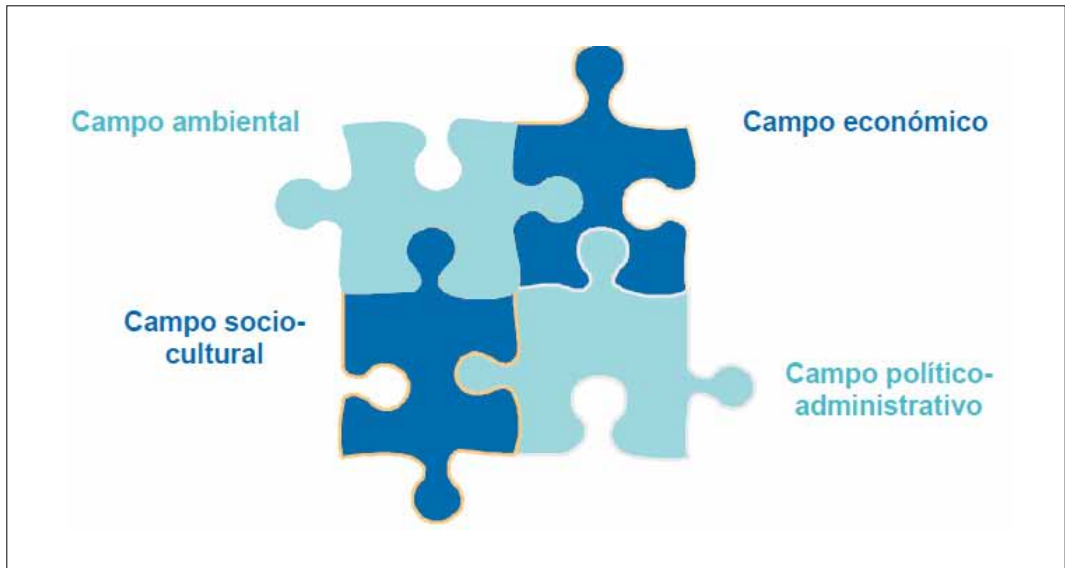 Campo ambiental
Campo económico
Campo socio-
cultural
Campo político-
administrativo